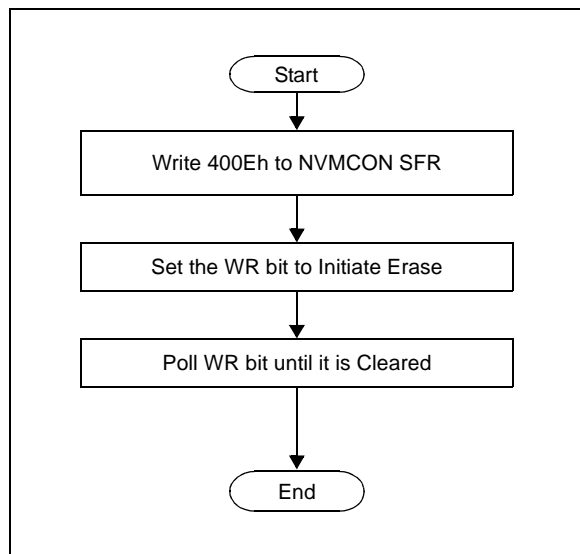 Start
Write 400Eh to NVMCON SFR
Set the WR bit to Initiate Erase
Poll WR bit until it is Cleared
End